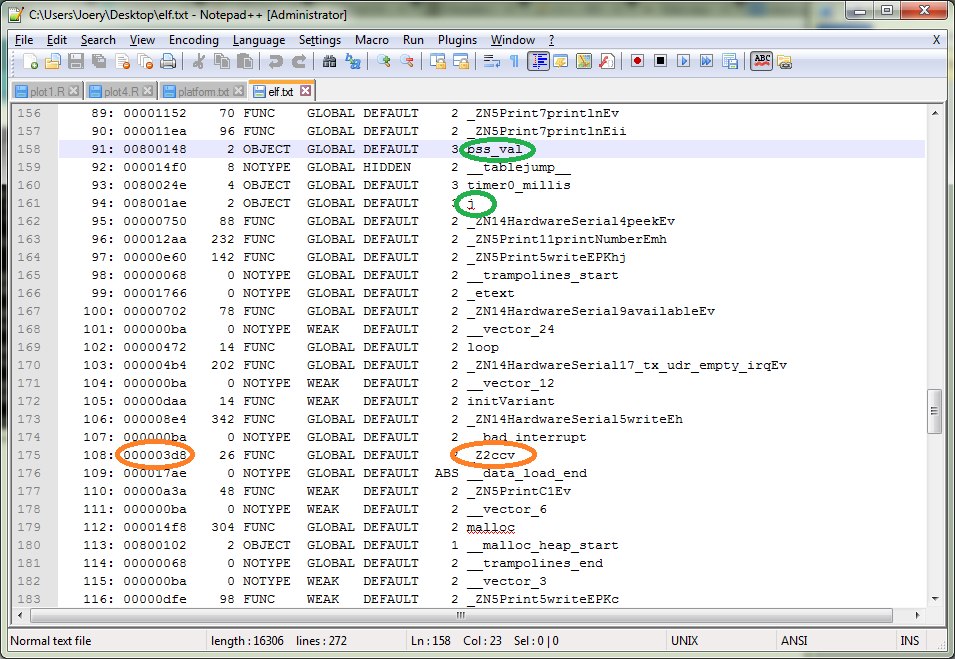 C:\Users\Joery\Desktop\elf.txt - Notepad++ [Administrator]
File Edit Search View Encoding Language Settings Macro Run Plugins Window ? X
plot1.R plot4.R platform.txt elf.txt
156 89: 00001152 70 FUNC GLOBAL DEFAULT 2 _ZN5Print7printlnEv
157 90: 000011ea 96 FUNC GLOBAL DEFAULT 2 _ZN5Print7printlnEii
158 91: 00800148 2 OBJECT GLOBAL DEFAULT 3 bss_val
159 92: 000014f0 8 NOTYPE GLOBAL HIDDEN 2 __tablejump__
160 93: 0080024e 4 OBJECT GLOBAL DEFAULT 3 timer0_millis
161 94: 008001ae 2 OBJECT GLOBAL DEFAULT 3 j
162 95: 00000750 88 FUNC GLOBAL DEFAULT 2 _ZN14HardwareSerial4peekEv
163 96: 000012aa 232 FUNC GLOBAL DEFAULT 2 _ZN5Print11printNumberEmh
164 97: 00000e60 142 FUNC GLOBAL DEFAULT 2 _ZN5Print5writeEPKhj
165 98: 00000068 0 NOTYPE GLOBAL DEFAULT 2 __trampolines_start
166 99: 00001766 0 NOTYPE GLOBAL DEFAULT 2 _etext
167 100: 00000702 78 FUNC GLOBAL DEFAULT 2 _ZN14HardwareSerial9availableEv
168 101: 000000ba 0 NOTYPE WEAK DEFAULT 2 __vector_24
169 102: 00000472 14 FUNC GLOBAL DEFAULT 2 loop
170 103: 000004b4 202 FUNC GLOBAL DEFAULT 2 _ZN14HardwareSerial17_tx_udr_empty_irqEv
171 104: 000000ba 0 NOTYPE WEAK DEFAULT 2 __vector_12
172 105: 00000daa 14 FUNC WEAK DEFAULT 2 initVariant
173 106: 000008e4 342 FUNC GLOBAL DEFAULT 2 _ZN14HardwareSerial5writeEh
174 107: 000000ba 0 NOTYPE GLOBAL DEFAULT 2 __bad_interrupt
175 108: 000003d8 26 FUNC GLOBAL DEFAULT 2 _Z2ccv
176 109: 000017ae 0 NOTYPE GLOBAL DEFAULT ABS __data_load_end
177 110: 00000a3a 48 FUNC WEAK DEFAULT 2 _ZN5PrintC1Ev
178 111: 000000ba 0 NOTYPE WEAK DEFAULT 2 __vector_6
179 112: 000014f8 304 FUNC GLOBAL DEFAULT 2 malloc
180 113: 00800102 2 OBJECT GLOBAL DEFAULT 1 __malloc_heap_start
181 114: 00000068 0 NOTYPE GLOBAL DEFAULT 2 __trampolines_end
182 115: 000000ba 0 NOTYPE WEAK DEFAULT 2 __vector_3
183 116: 00000dfe 98 FUNC WEAK DEFAULT 2 _ZN5Print5writeEPKc
Normal text file length : 16306 lines : 272 Ln : 158 Col : 23 Sel : 0 | 0 UNIX ANSI INS